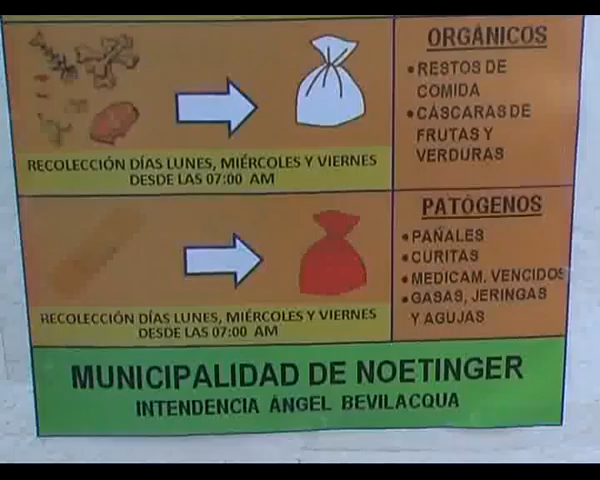 ORGÁNICOS
•RESTOS DE
COMIDA
•CÁSCARAS DE
FRUTAS Y
VERDURAS
RECOLECCIÓN DÍAS LUNES, MIÉRCOLES Y VIERNES
DESDE LAS 07:00 AM
PATÓGENOS
•PAÑALES
•CURITAS
•MEDICAM. VENCIDOS
•GASAS, JERINGAS
Y AGUJAS
RECOLECCIÓN DÍAS LUNES, MIÉRCOLES Y VIERNES
DESDE LAS 07:00 AM
MUNICIPALIDAD DE NOETINGER
INTENDENCIA ÁNGEL BEVILACQUA